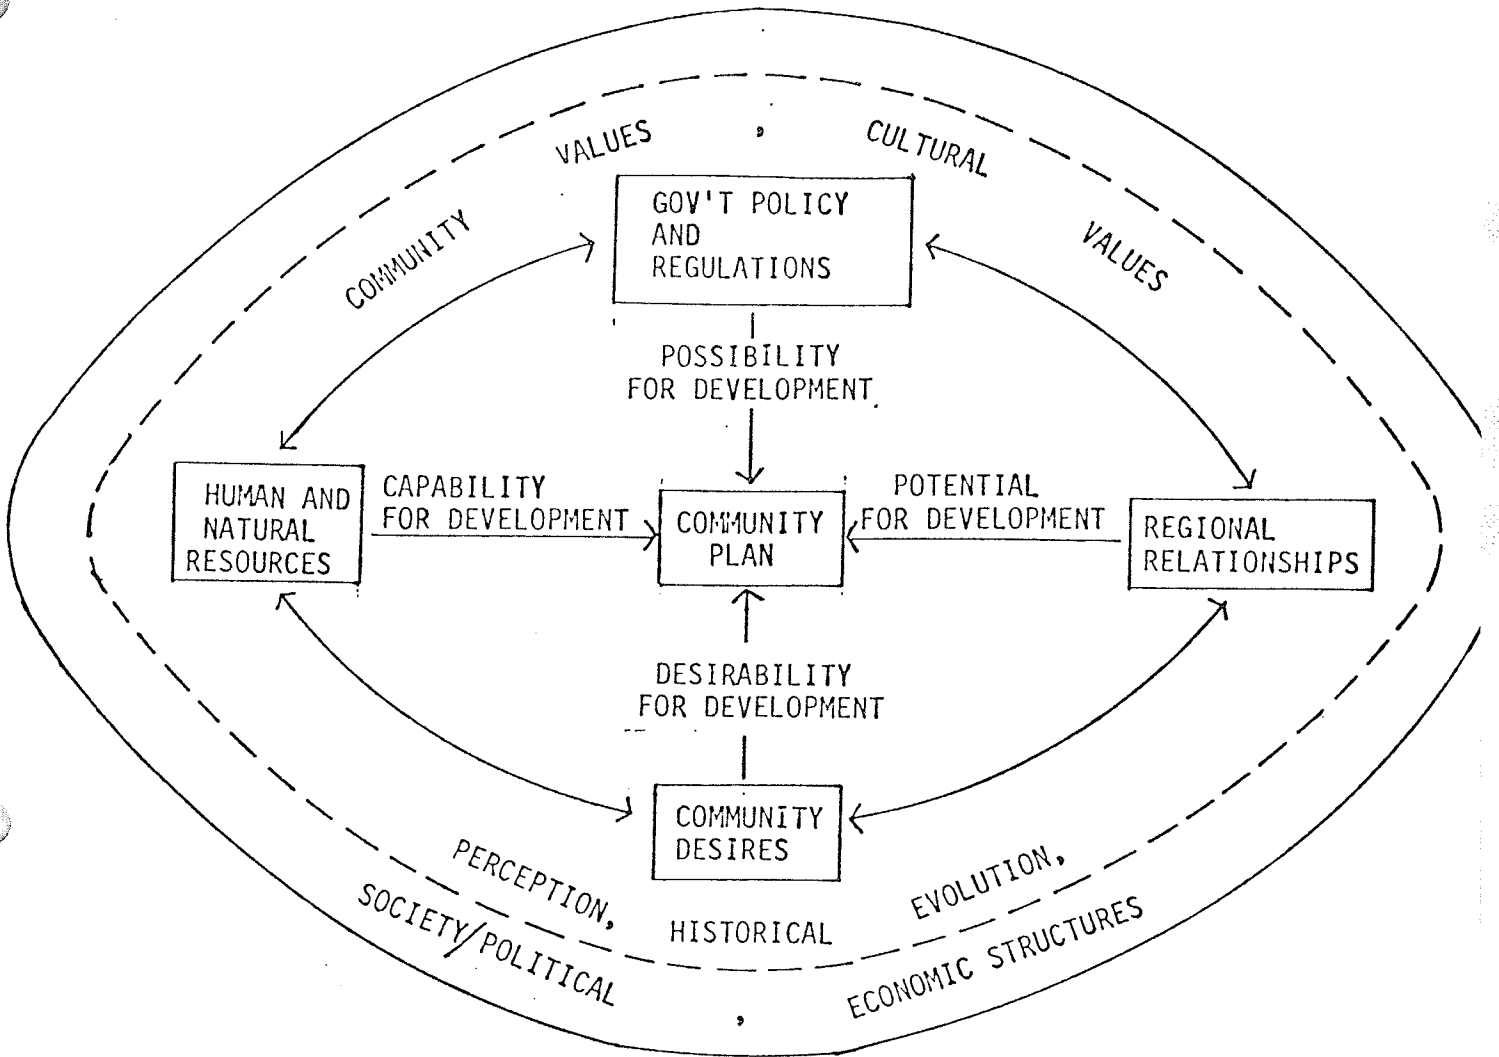 COMMUNITY VALUES , CULTURAL VALUES
GOV'T POLICY
AND
REGULATIONS
POSSIBILITY
FOR DEVELOPMENT
HUMAN AND
NATURAL
RESOURCES
CAPABILITY
FOR DEVELOPMENT
COMMUNITY
PLAN
POTENTIAL
FOR DEVELOPMENT
REGIONAL
RELATIONSHIPS
DESIRABILITY
FOR DEVELOPMENT
COMMUNITY
DESIRES
PERCEPTION, HISTORICAL EVOLUTION,
SOCIETY/POLITICAL , ECONOMIC STRUCTURES